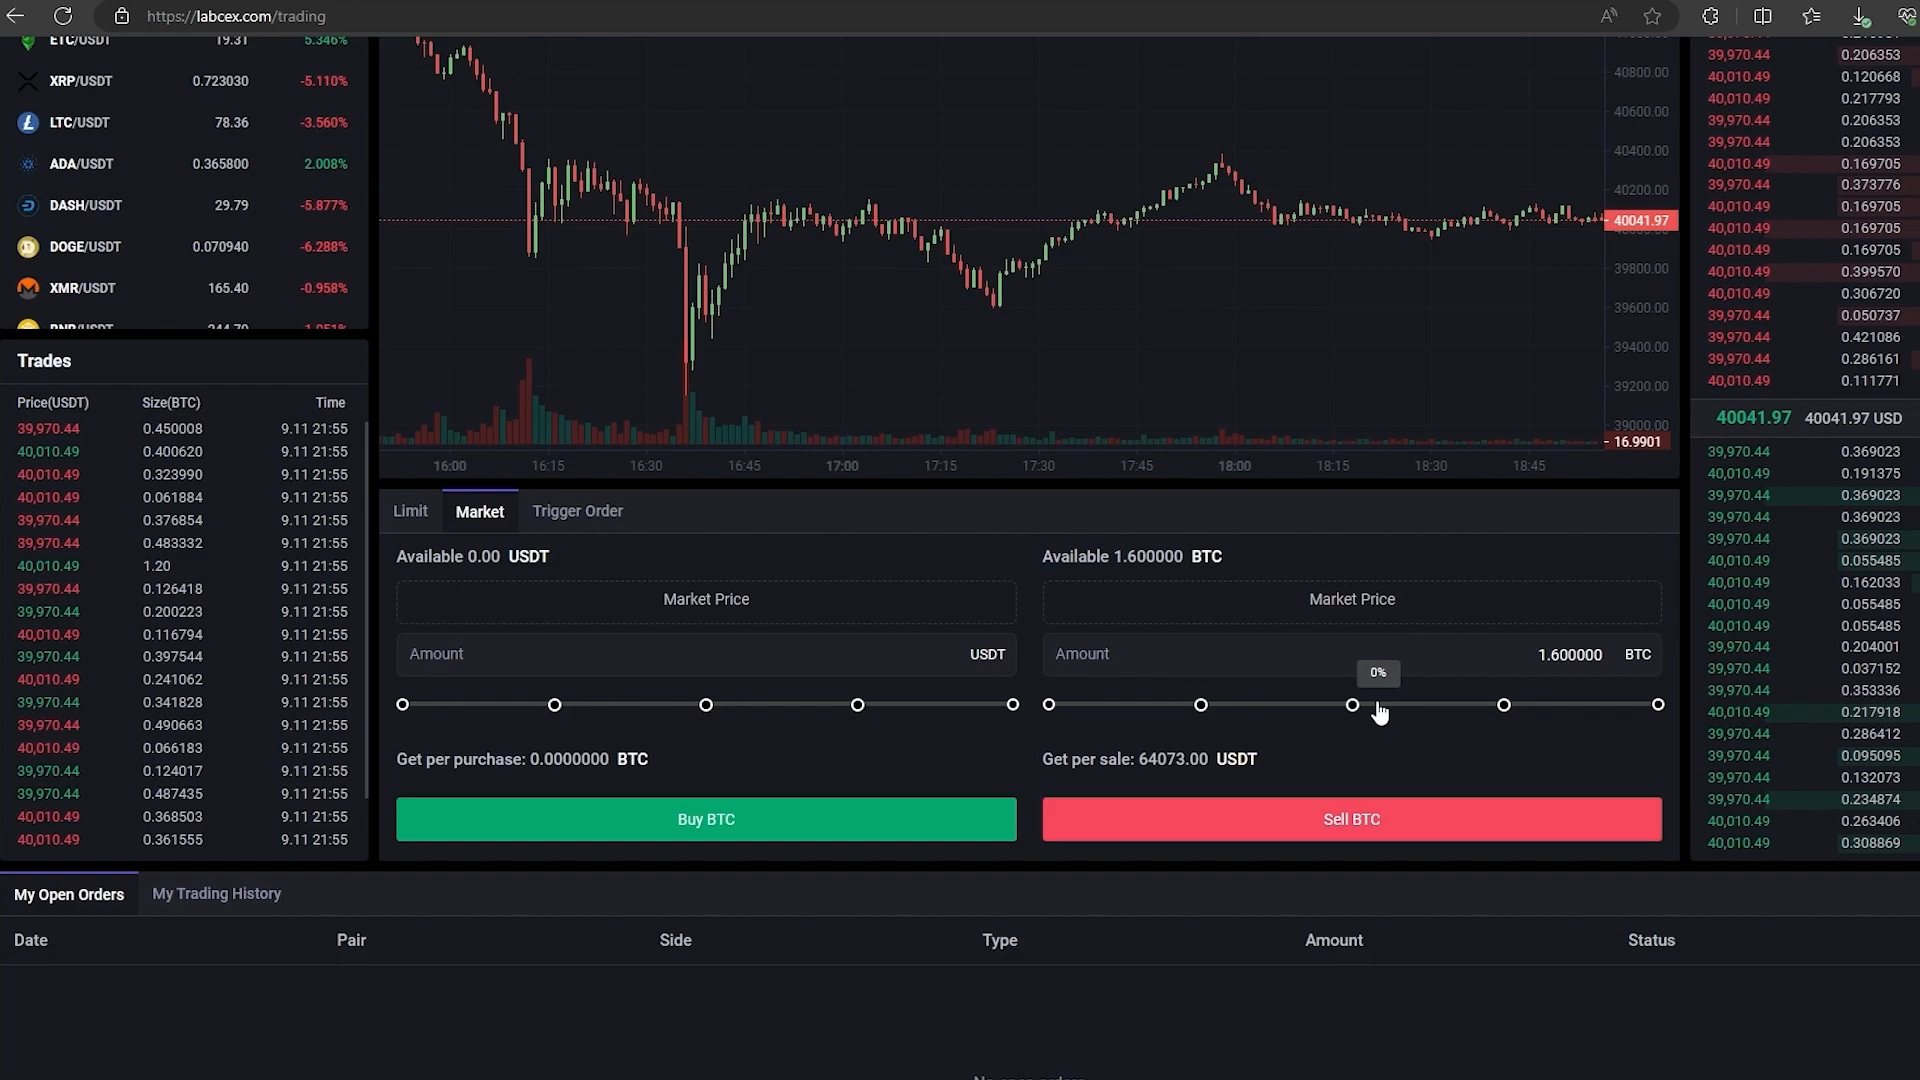 https://labcex.com/trading
ETC/USDT 19.31 5.346%
XRP/USDT 0.723030 -5.110%
LTC/USDT 78.36 -3.560%
ADA/USDT 0.365800 2.008%
DASH/USDT 29.79 -5.877%
DOGE/USDT 0.070940 -6.288%
XMR/USDT 165.40 -0.958%
BNB/USDT 244.79
Trades
Price(USDT) Size(BTC) Time
39,970.44 0.450008 9.11 21:55
40,010.49 0.400620 9.11 21:55
40,010.49 0.323990 9.11 21:55
40,010.49 0.061884 9.11 21:55
39,970.44 0.376854 9.11 21:55
39,970.44 0.483332 9.11 21:55
40,010.49 1.20 9.11 21:55
39,970.44 0.126418 9.11 21:55
39,970.44 0.200223 9.11 21:55
40,010.49 0.116794 9.11 21:55
39,970.44 0.397544 9.11 21:55
40,010.49 0.241062 9.11 21:55
39,970.44 0.341828 9.11 21:55
39,970.44 0.490663 9.11 21:55
40,010.49 0.066183 9.11 21:55
39,970.44 0.124017 9.11 21:55
39,970.44 0.487435 9.11 21:55
40,010.49 0.368503 9.11 21:55
40,010.49 0.361555 9.11 21:55
40800.00
40600.00
40400.00
40200.00
40041.97
39800.00
39600.00
39400.00
39200.00
39000.00
16.9901
16:00 16:15 16:30 16:45 17:00 17:15 17:30 17:45 18:00 18:15 18:30 18:45
Limit Market Trigger Order
Available 0.00 USDT
Market Price
Amount USDT
Get per purchase: 0.0000000 BTC
Buy BTC
Available 1.600000 BTC
Market Price
Amount 1.600000 BTC
0%
Get per sale: 64073.00 USDT
Sell BTC
39,970.44 0.206353
40,010.49 0.120668
40,010.49 0.217793
39,970.44 0.206353
39,970.44 0.206353
40,010.49 0.169705
39,970.44 0.373776
40,010.49 0.169705
40,010.49 0.169705
40,010.49 0.169705
40,010.49 0.399570
40,010.49 0.306720
39,970.44 0.050737
39,970.44 0.421086
39,970.44 0.286161
40,010.49 0.111771
40041.97 40041.97 USD
39,970.44 0.369023
40,010.49 0.191375
39,970.44 0.369023
39,970.44 0.369023
39,970.44 0.369023
40,010.49 0.055485
40,010.49 0.162033
40,010.49 0.055485
40,010.49 0.055485
39,970.44 0.204001
39,970.44 0.037152
39,970.44 0.353336
40,010.49 0.217918
39,970.44 0.286412
39,970.44 0.095095
39,970.44 0.132073
39,970.44 0.234874
40,010.49 0.263406
40,010.49 0.308869
My Open Orders My Trading History
Date Pair Side Type Amount Status